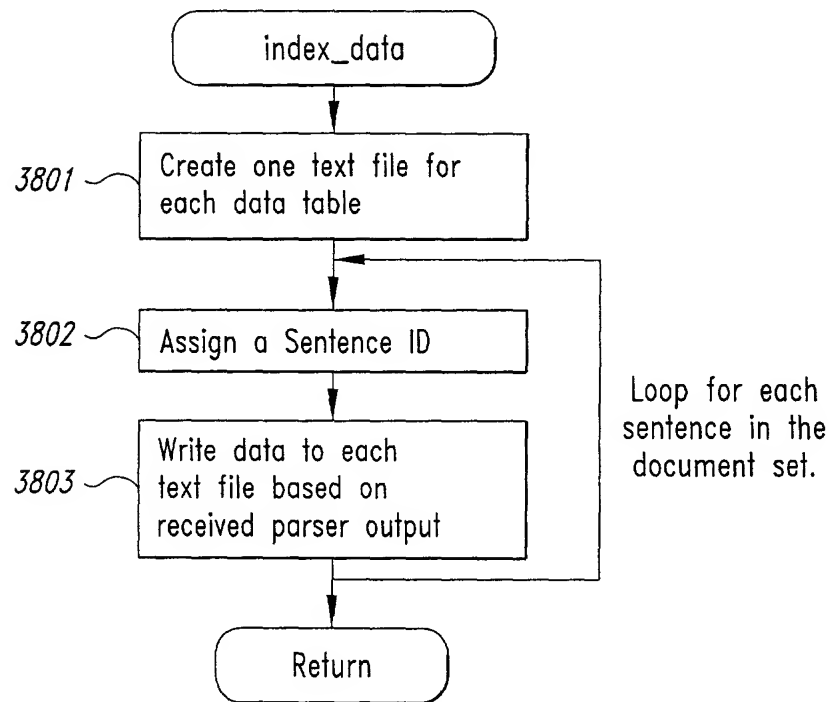 index_data
3801
Create one text file for
each data table
3802
Assign a Sentence ID
Loop for each
sentence in the
document set.
3803
Write data to each
text file based on
received parser output
Return